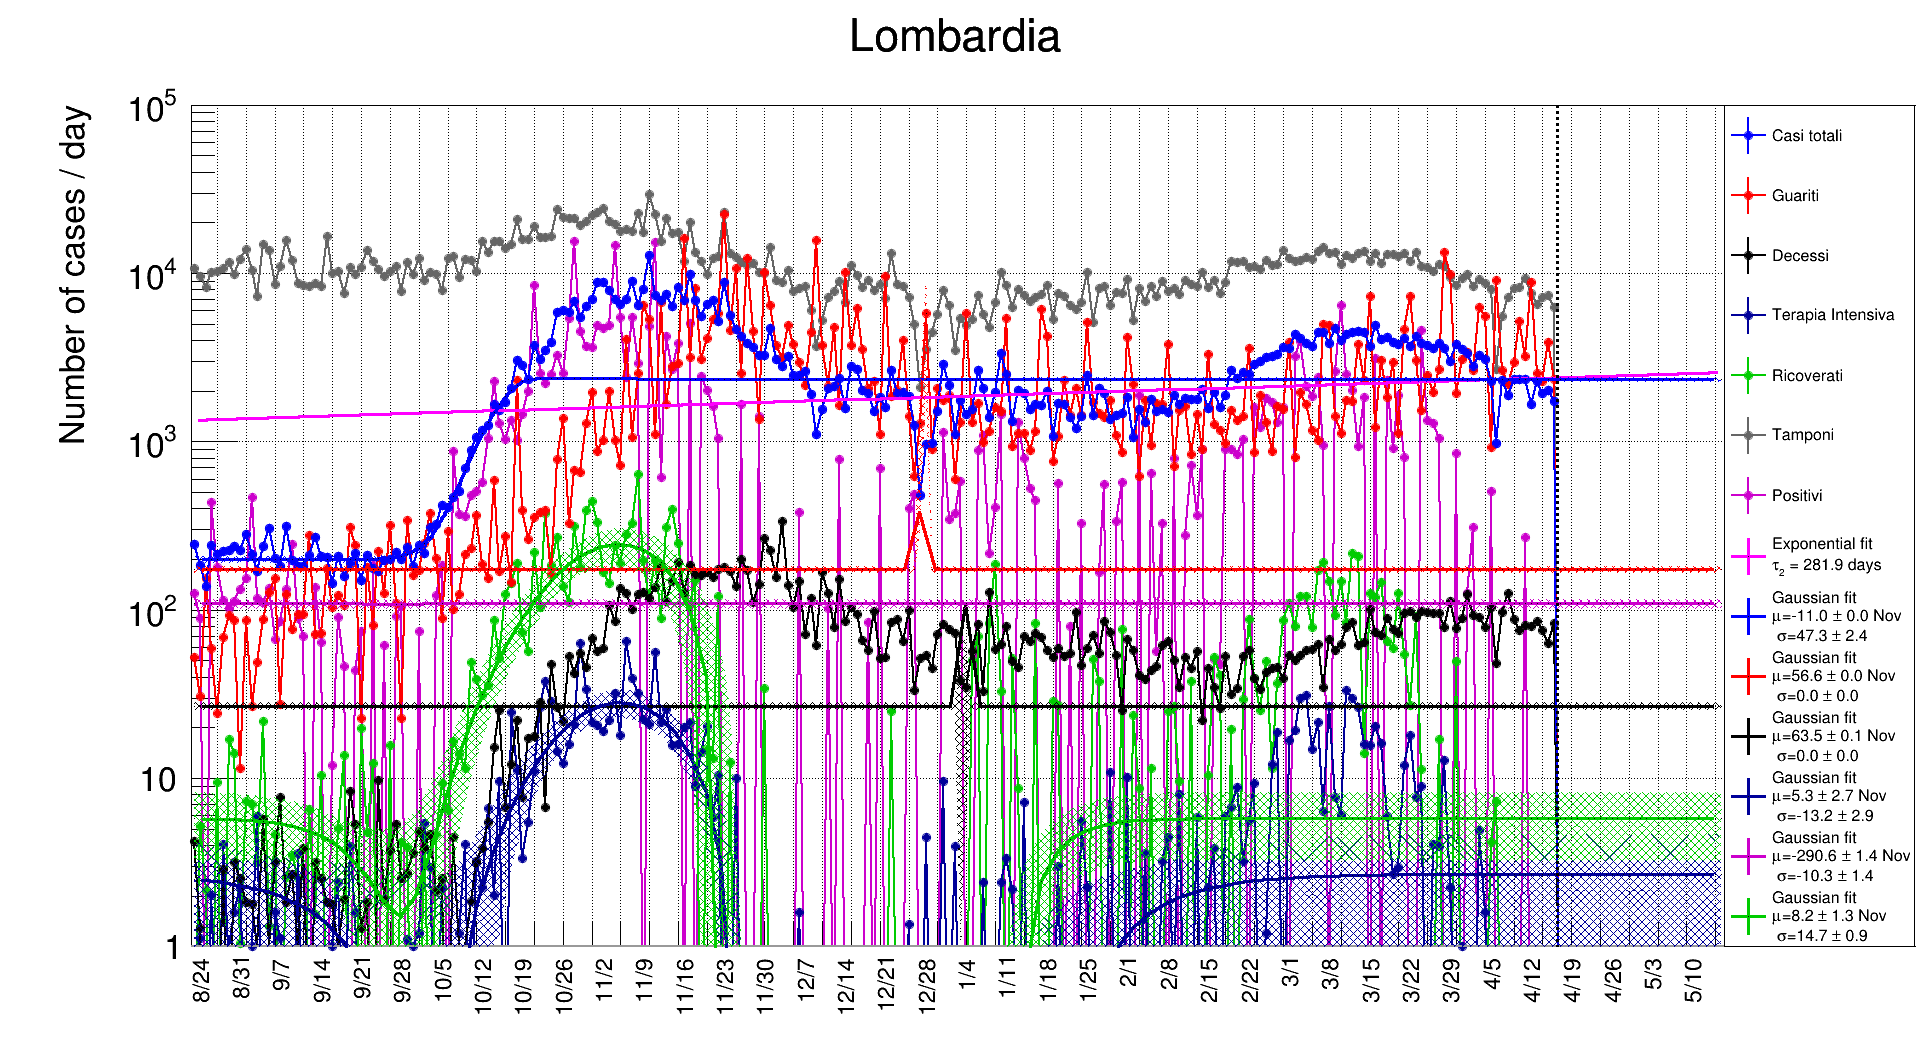 Lombardia
Number of cases / day
10^5
10^4
10^3
10^2
10
1
8/24
8/31
9/7
9/14
9/21
9/28
10/5
10/12
10/19
10/26
11/2
11/9
11/16
11/23
11/30
12/7
12/14
12/21
12/28
1/4
1/11
1/18
1/25
2/1
2/8
2/15
2/22
3/1
3/8
3/15
3/22
3/29
4/5
4/12
4/19
4/26
5/3
5/10
Casi totali
Guariti
Decessi
Terapia Intensiva
Ricoverati
Tamponi
Positivi
Exponential fit
τ2 = 281.9 days
Gaussian fit
μ=-11.0 ± 0.0 Nov
σ=47.3 ± 2.4
Gaussian fit
μ=56.6 ± 0.0 Nov
σ=0.0 ± 0.0
Gaussian fit
μ=63.5 ± 0.1 Nov
σ=0.0 ± 0.0
Gaussian fit
μ=5.3 ± 2.7 Nov
σ=-13.2 ± 2.9
Gaussian fit
μ=-290.6 ± 1.4 Nov
σ=-10.3 ± 1.4
Gaussian fit
μ=8.2 ± 1.3 Nov
σ=14.7 ± 0.9